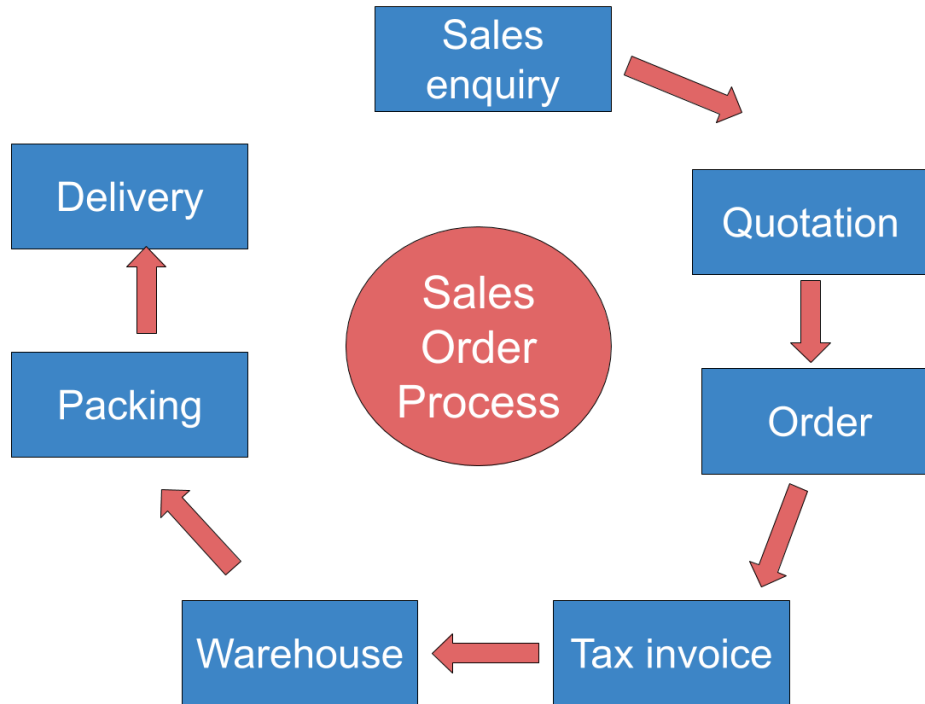 Sales
enquiry
Quotation
Order
Tax invoice
Warehouse
Packing
Delivery
Sales
Order
Process